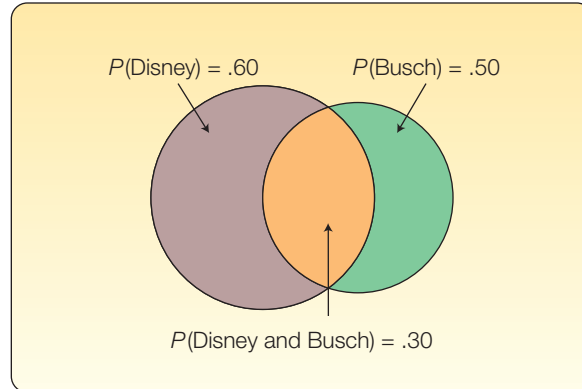 P(Disney) = .60
P(Busch) = .50
P(Disney and Busch) = .30